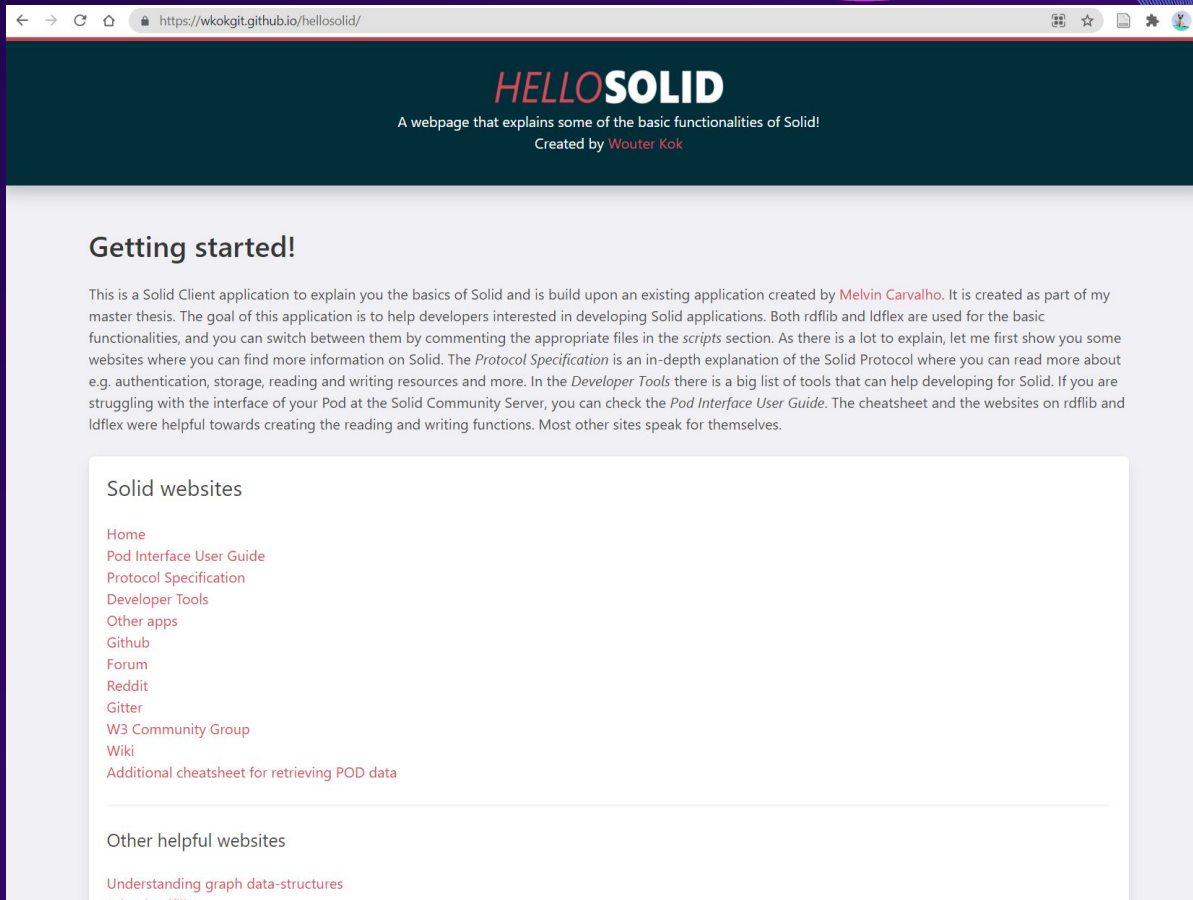 https://wkokgit.github.io/hellosolid/
HELLOSOLID
A webpage that explains some of the basic functionalities of Solid!
Created by Wouter Kok
Getting started!
This is a Solid Client application to explain you the basics of Solid and is build upon an existing application created by Melvin Carvalho. It is created as part of my
master thesis. The goal of this application is to help developers interested in developing Solid applications. Both rdflib and ldflex are used for the basic
functionalities, and you can switch between them by commenting the appropriate files in the scripts section. As there is a lot to explain, let me first show you some
websites where you can find more information on Solid. The Protocol Specification is an in-depth explanation of the Solid Protocol where you can read more about
e.g. authentication, storage, reading and writing resources and more. In the Developer Tools there is a big list of tools that can help developing for Solid. If you are
struggling with the interface of your Pod at the Solid Community Server, you can check the Pod Interface User Guide. The cheatsheet and the websites on rdflib and
ldflex were helpful towards creating the reading and writing functions. Most other sites speak for themselves.
Solid websites
Home
Pod Interface User Guide
Protocol Specification
Developer Tools
Other apps
Github
Forum
Reddit
Gitter
W3 Community Group
Wiki
Additional cheatsheet for retrieving POD data
Other helpful websites
Understanding graph data-structures